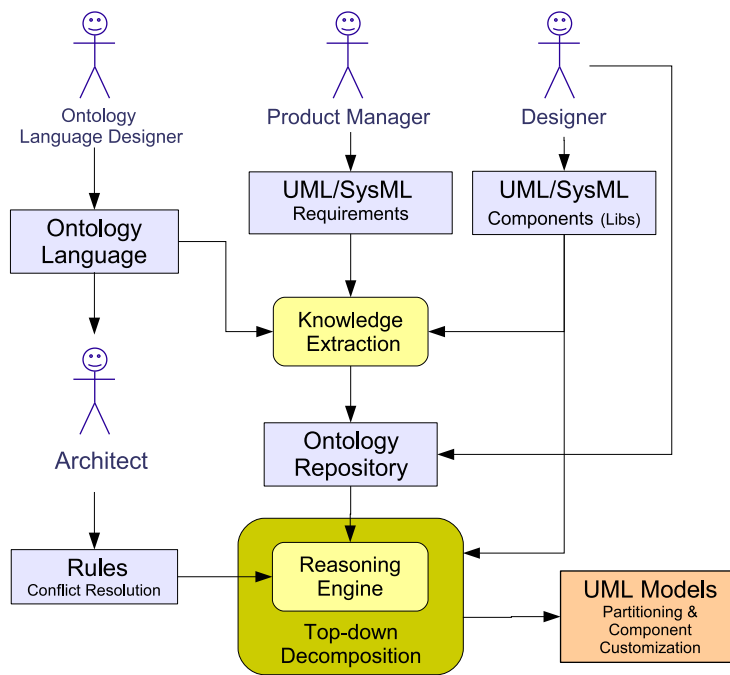 Ontology
Language Designer
Product Manager
Designer
UML/SysML
Requirements
UML/SysML
Components (Libs)
Ontology
Language
Knowledge
Extraction
Architect
Ontology
Repository
Rules
Conflict Resolution
Reasoning
Engine
Top-down
Decomposition
UML Models
Partitioning &
Component
Customization